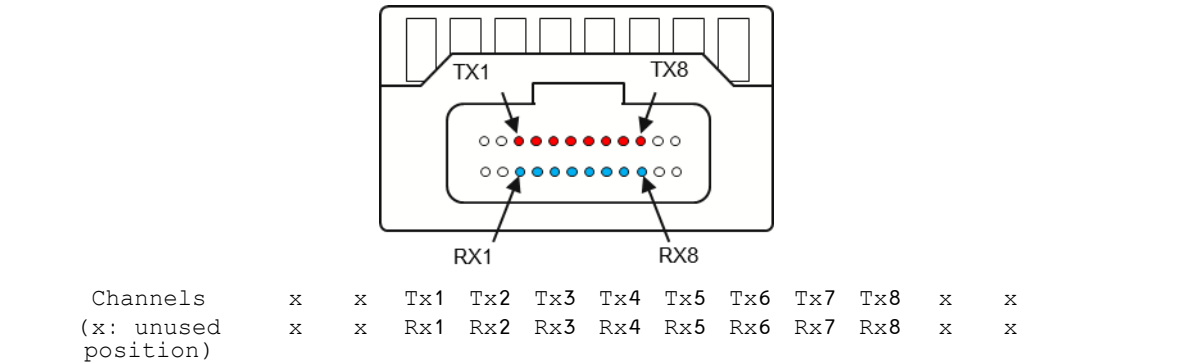 TX1 TX8
RX1 RX8
Channels x x Tx1 Tx2 Tx3 Tx4 Tx5 Tx6 Tx7 Tx8 x x
(x: unused x x Rx1 Rx2 Rx3 Rx4 Rx5 Rx6 Rx7 Rx8 x x
position)